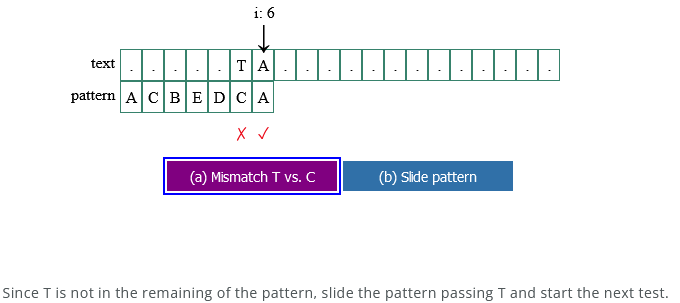 i: 6
text . . . . . T A . . . . . . . . . . . . .
pattern A C B E D C A
✗ ✓
(a) Mismatch T vs. C (b) Slide pattern
Since T is not in the remaining of the pattern, slide the pattern passing T and start the next test.